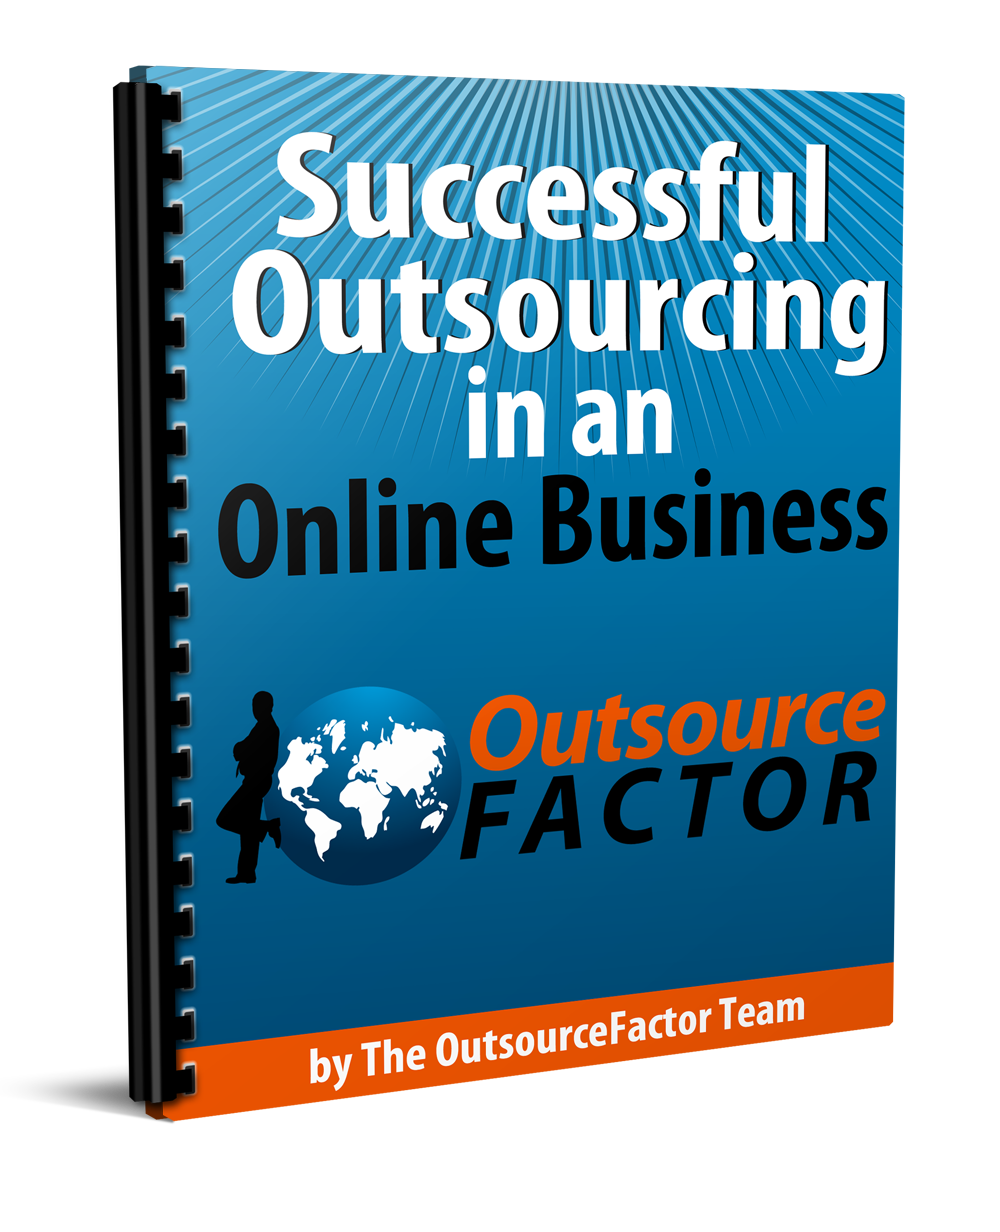 Successful
Outsourcing
in an
Online Business
Outsource
FACTOR
by The OutsourceFactor Team